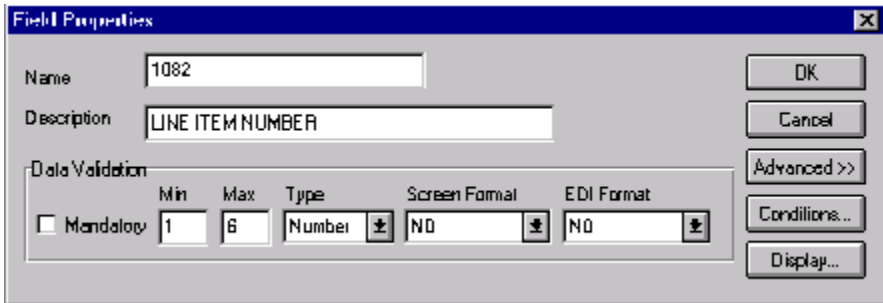 Field Properties
Name 1082 OK
Description LINE ITEM NUMBER Cancel
Data Validation Advanced >>
Min Max Type Screen Format EDI Format
Mandatory 1 6 Number N0 N0 Conditions...
Display...